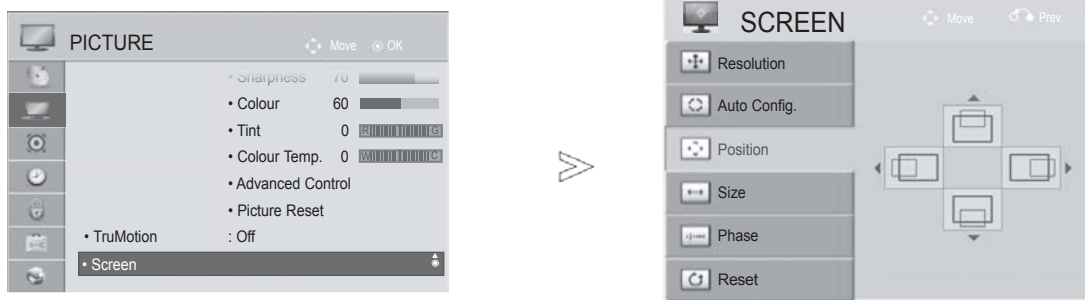 PICTURE
Move OK
• Sharpness 70
• Colour 60
• Tint 0 R G
• Colour Temp. 0 W C
• Advanced Control
• Picture Reset
• TruMotion : Off
• Screen
SCREEN
Move Prev.
Resolution
Auto Config.
Position
Size
Phase
Reset